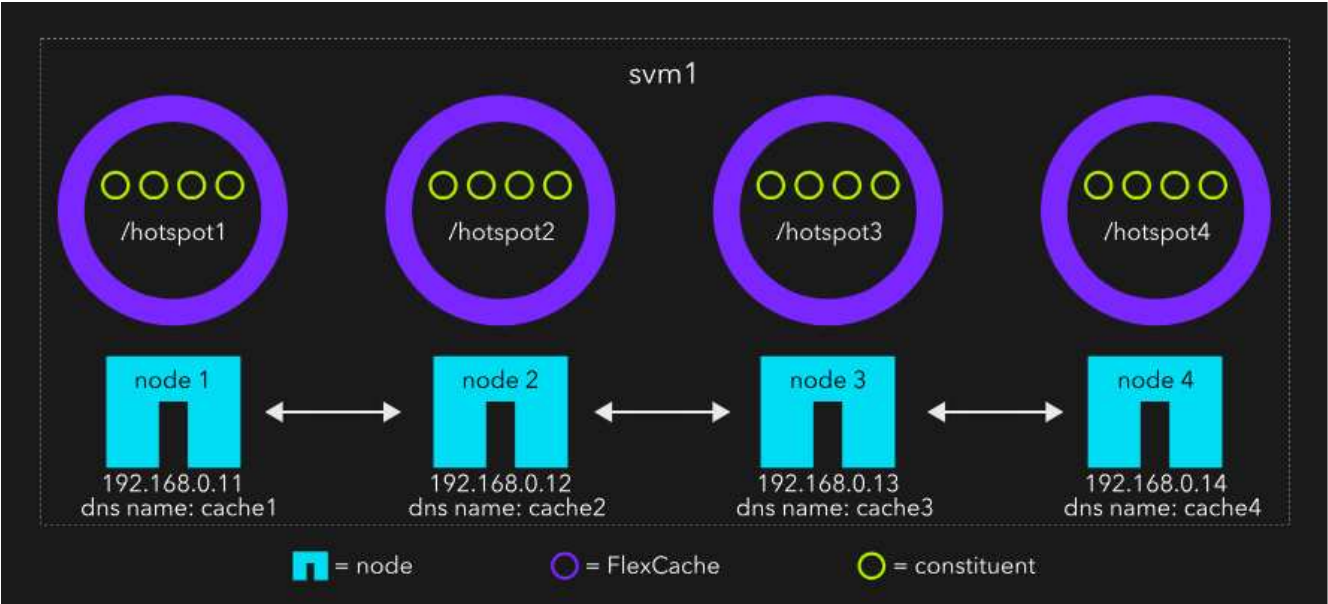 svm1
/hotspot1
/hotspot2
/hotspot3
/hotspot4
node 1
node 2
node 3
node 4
192.168.0.11
dns name: cache1
192.168.0.12
dns name: cache2
192.168.0.13
dns name: cache3
192.168.0.14
dns name: cache4
= node
= FlexCache
= constituent